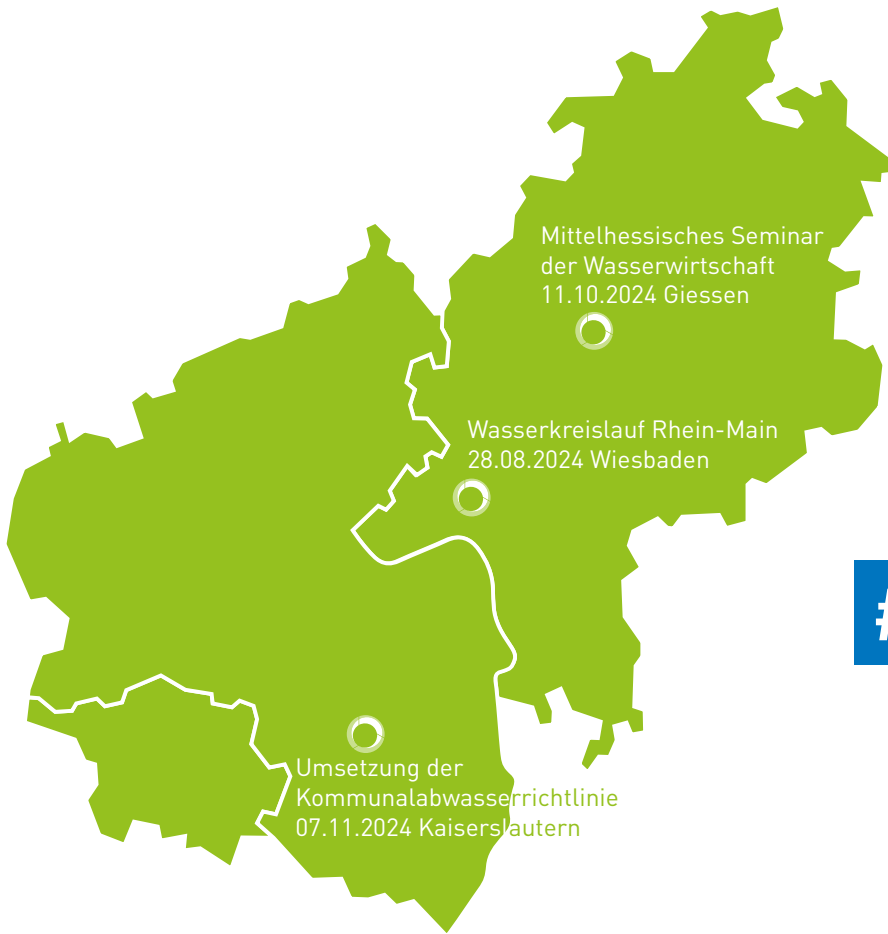 Mittelhessisches Seminar
der Wasserwirtschaft
11.10.2024 Giessen
Wasserkreislauf Rhein-Main
28.08.2024 Wiesbaden
#
Umsetzung der
Kommunalabwasserrichtlinie
07.11.2024 Kaiserslautern